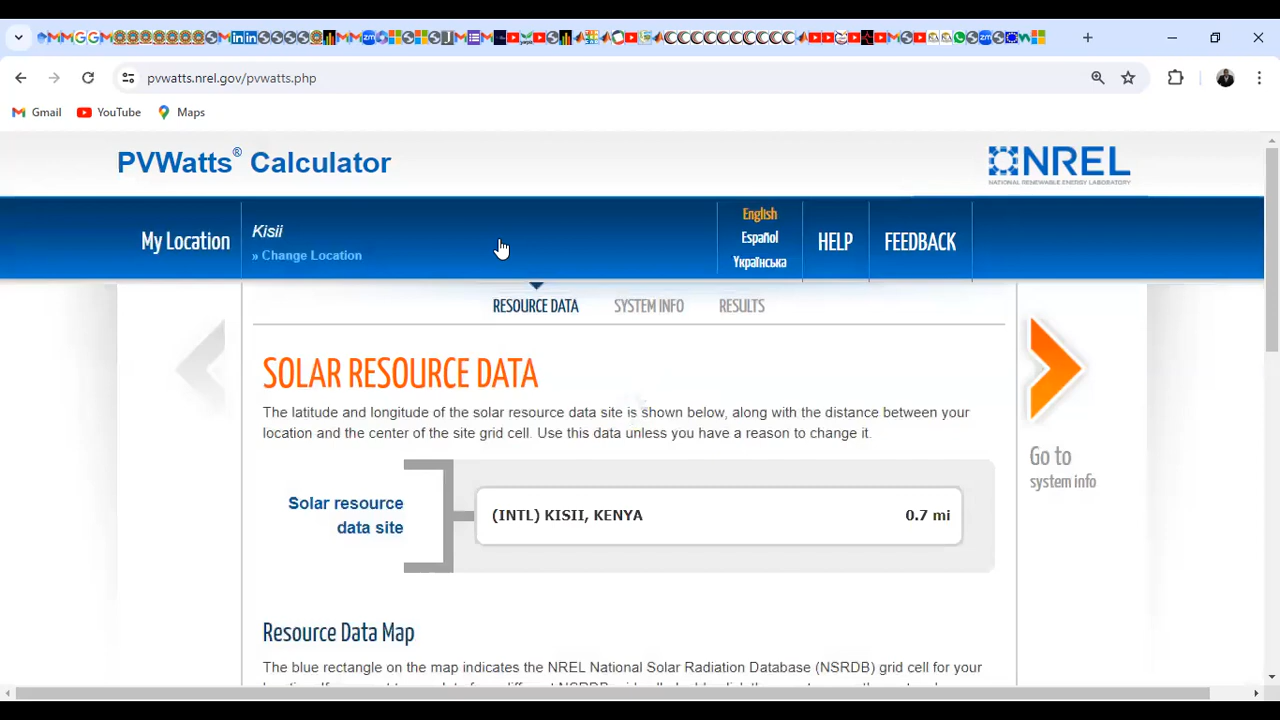 pvwatts.nrel.gov/pvwatts.php
Gmail YouTube Maps
PVWatts® Calculator
NREL
NATIONAL RENEWABLE ENERGY LABORATORY
My Location
Kisii
» Change Location
English
Español
Українська
HELP
FEEDBACK
RESOURCE DATA SYSTEM INFO RESULTS
SOLAR RESOURCE DATA
The latitude and longitude of the solar resource data site is shown below, along with the distance between your
location and the center of the site grid cell. Use this data unless you have a reason to change it.
Solar resource
data site
(INTL) KISII, KENYA 0.7 mi
Go to
system info
Resource Data Map
The blue rectangle on the map indicates the NREL National Solar Radiation Database (NSRDB) grid cell for your